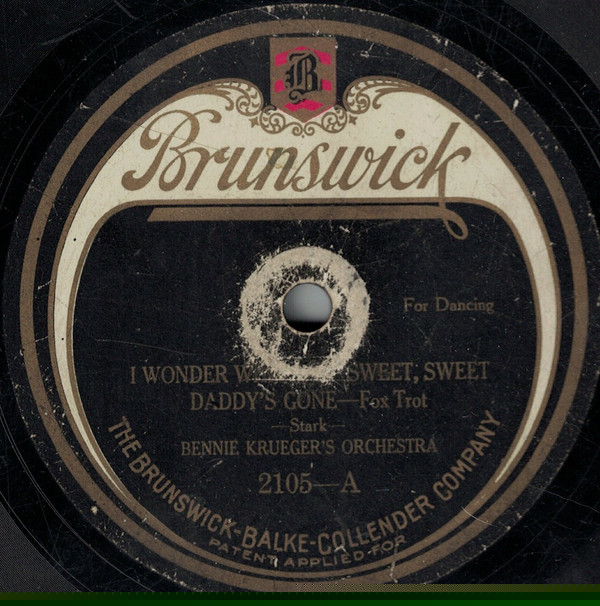 B
Brunswick
For Dancing
I WONDER SWEET, SWEET
DADDY'S GONE—Fox Trot
—Stark—
BENNIE KRUEGER'S ORCHESTRA
2105—A
THE BRUNSWICK-BALKE-COLLENDER COMPANY
PATENT APPLIED FOR